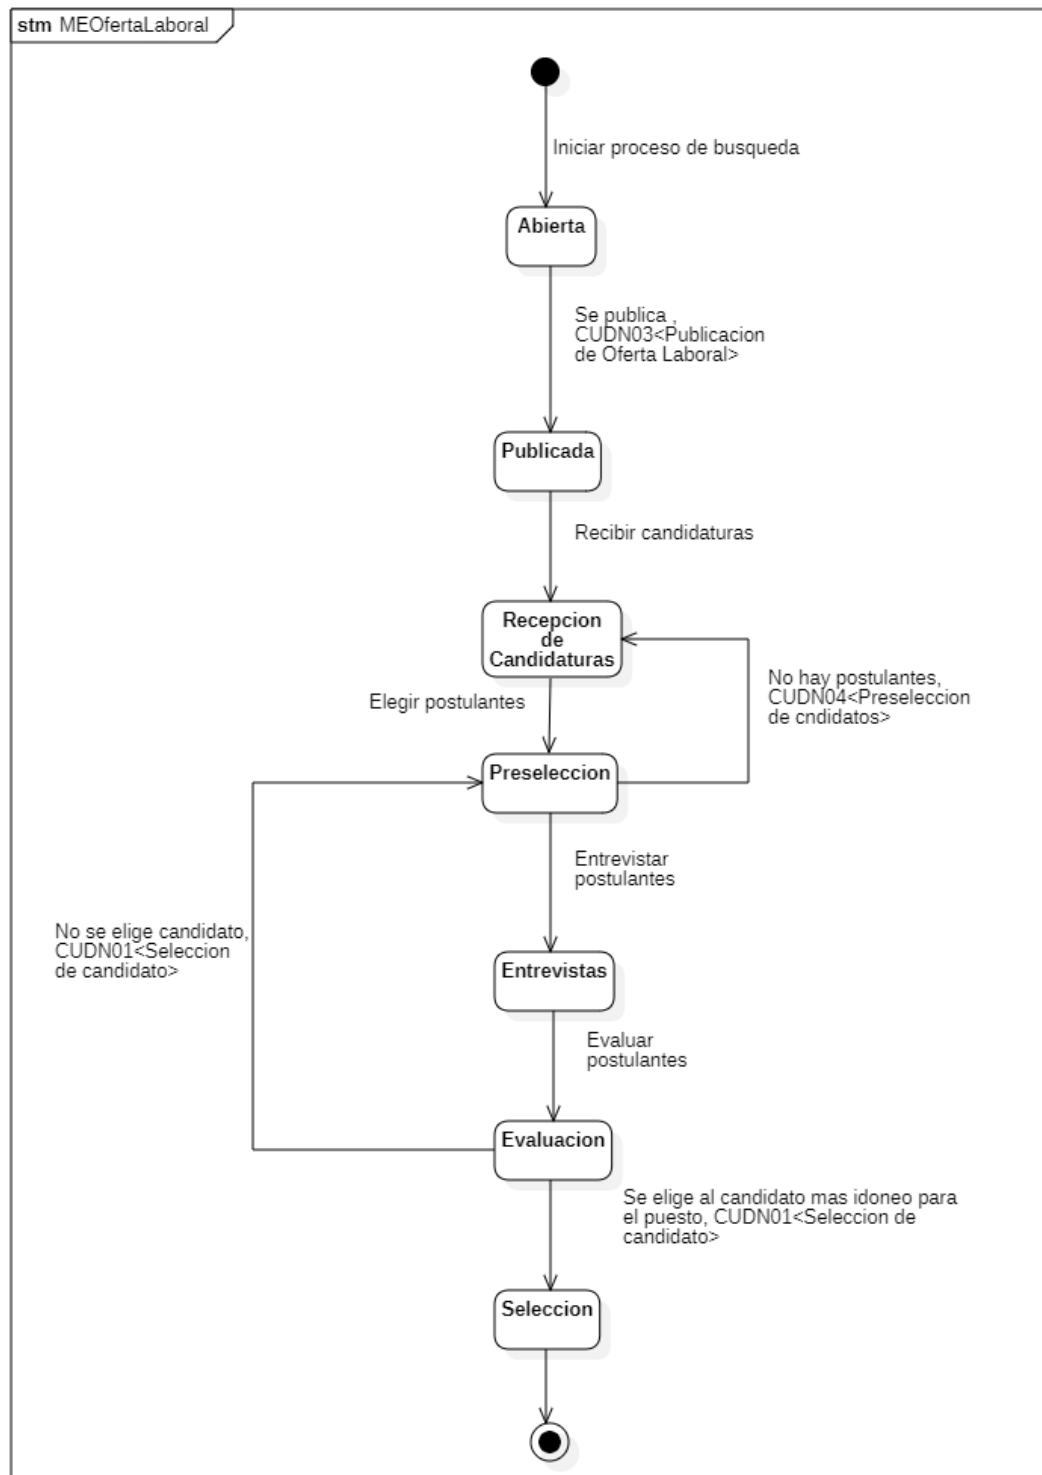 stm MEOfertaLaboral
Iniciar proceso de busqueda
Abierta
Se publica ,
CUDN03<Publicacion
de Oferta Laboral>
Publicada
Recibir candidaturas
Recepcion
de
Candidaturas
No hay postulantes,
CUDN04<Preseleccion
de cndidatos>
Elegir postulantes
Preseleccion
Entrevistar
postulantes
No se elige candidato,
CUDN01<Seleccion
de candidato>
Entrevistas
Evaluar
postulantes
Evaluacion
Se elige al candidato mas idoneo para
el puesto, CUDN01<Seleccion de
candidato>
Seleccion